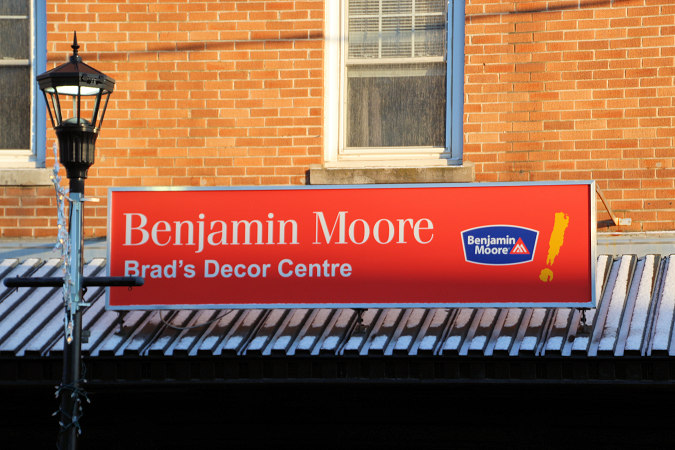 Benjamin Moore
Brad's Decor Centre
Benjamin
Moore
!